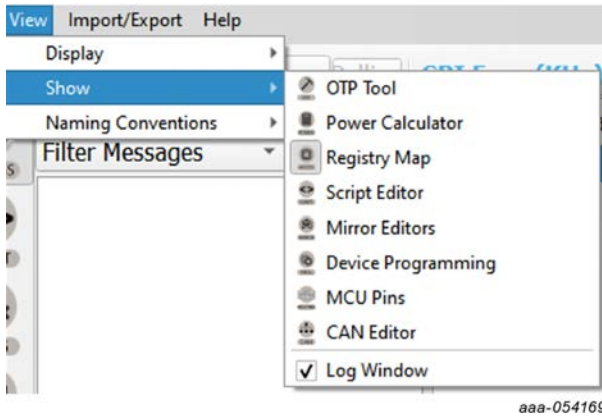 View Import/Export Help
Display
Show
Naming Conventions
Filter Messages
OTP Tool
Power Calculator
Registry Map
Script Editor
Mirror Editors
Device Programming
MCU Pins
CAN Editor
Log Window
aaa-054169